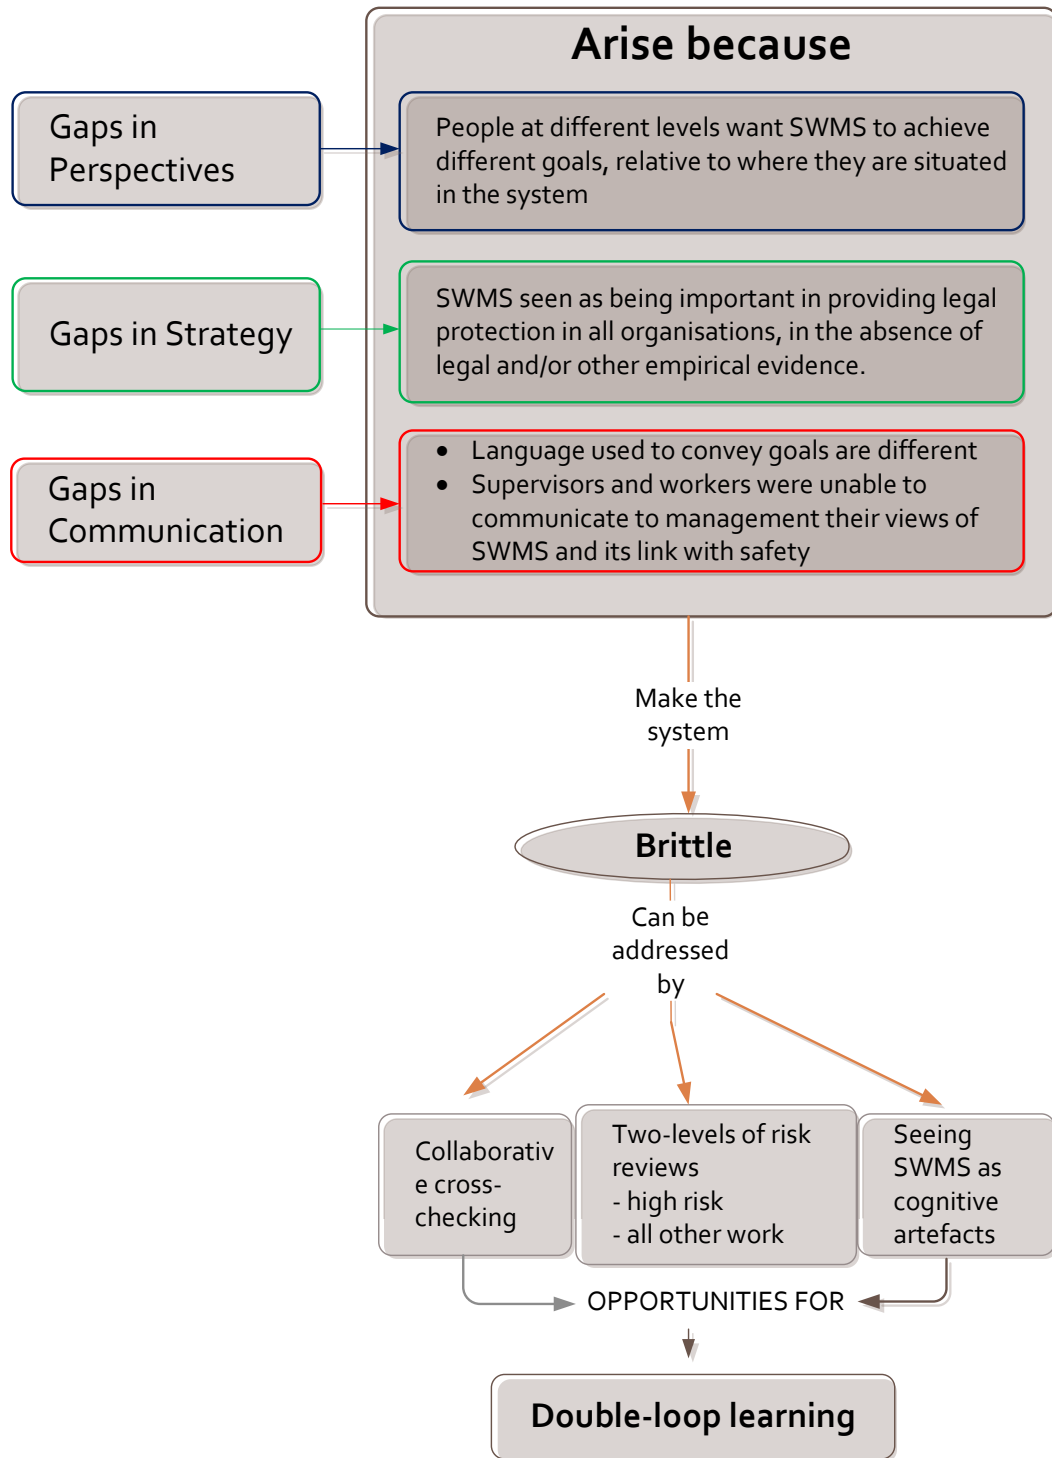 Arise because
Gaps in
Perspectives
People at different levels want SWMS to achieve
different goals, relative to where they are situated
in the system
Gaps in Strategy
SWMS seen as being important in providing legal
protection in all organisations, in the absence of
legal and/or other empirical evidence.
Gaps in
Communication
• Language used to convey goals are different
• Supervisors and workers were unable to
communicate to management their views of
SWMS and its link with safety
Make the
system
Brittle
Can be
addressed
by
Collaborativ
e cross-
checking
Two-levels of risk
reviews
- high risk
- all other work
Seeing
SWMS as
cognitive
artefacts
OPPORTUNITIES FOR
Double-loop learning